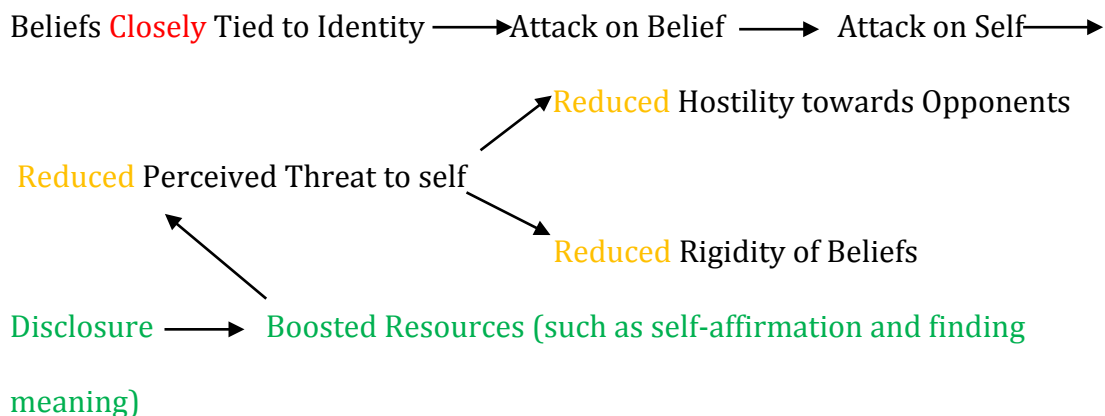 Beliefs Closely Tied to Identity Attack on Belief Attack on Self
Reduced Hostility towards Opponents
Reduced Perceived Threat to self
Reduced Rigidity of Beliefs
Disclosure Boosted Resources (such as self-affirmation and finding
meaning)